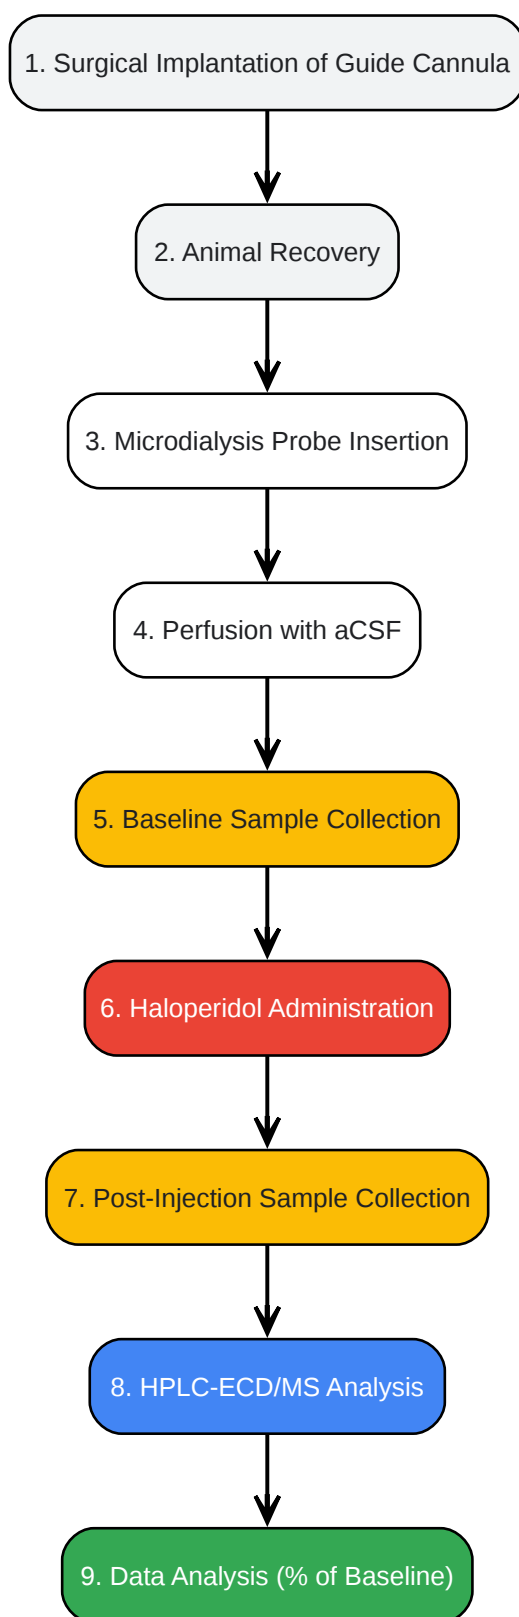 1. Surgical Implantation of Guide Cannula
2. Animal Recovery
3. Microdialysis Probe Insertion
4. Perfusion with aCSF
5. Baseline Sample Collection
6. Haloperidol Administration
7. Post-Injection Sample Collection
8. HPLC-ECD/MS Analysis
9. Data Analysis (% of Baseline)